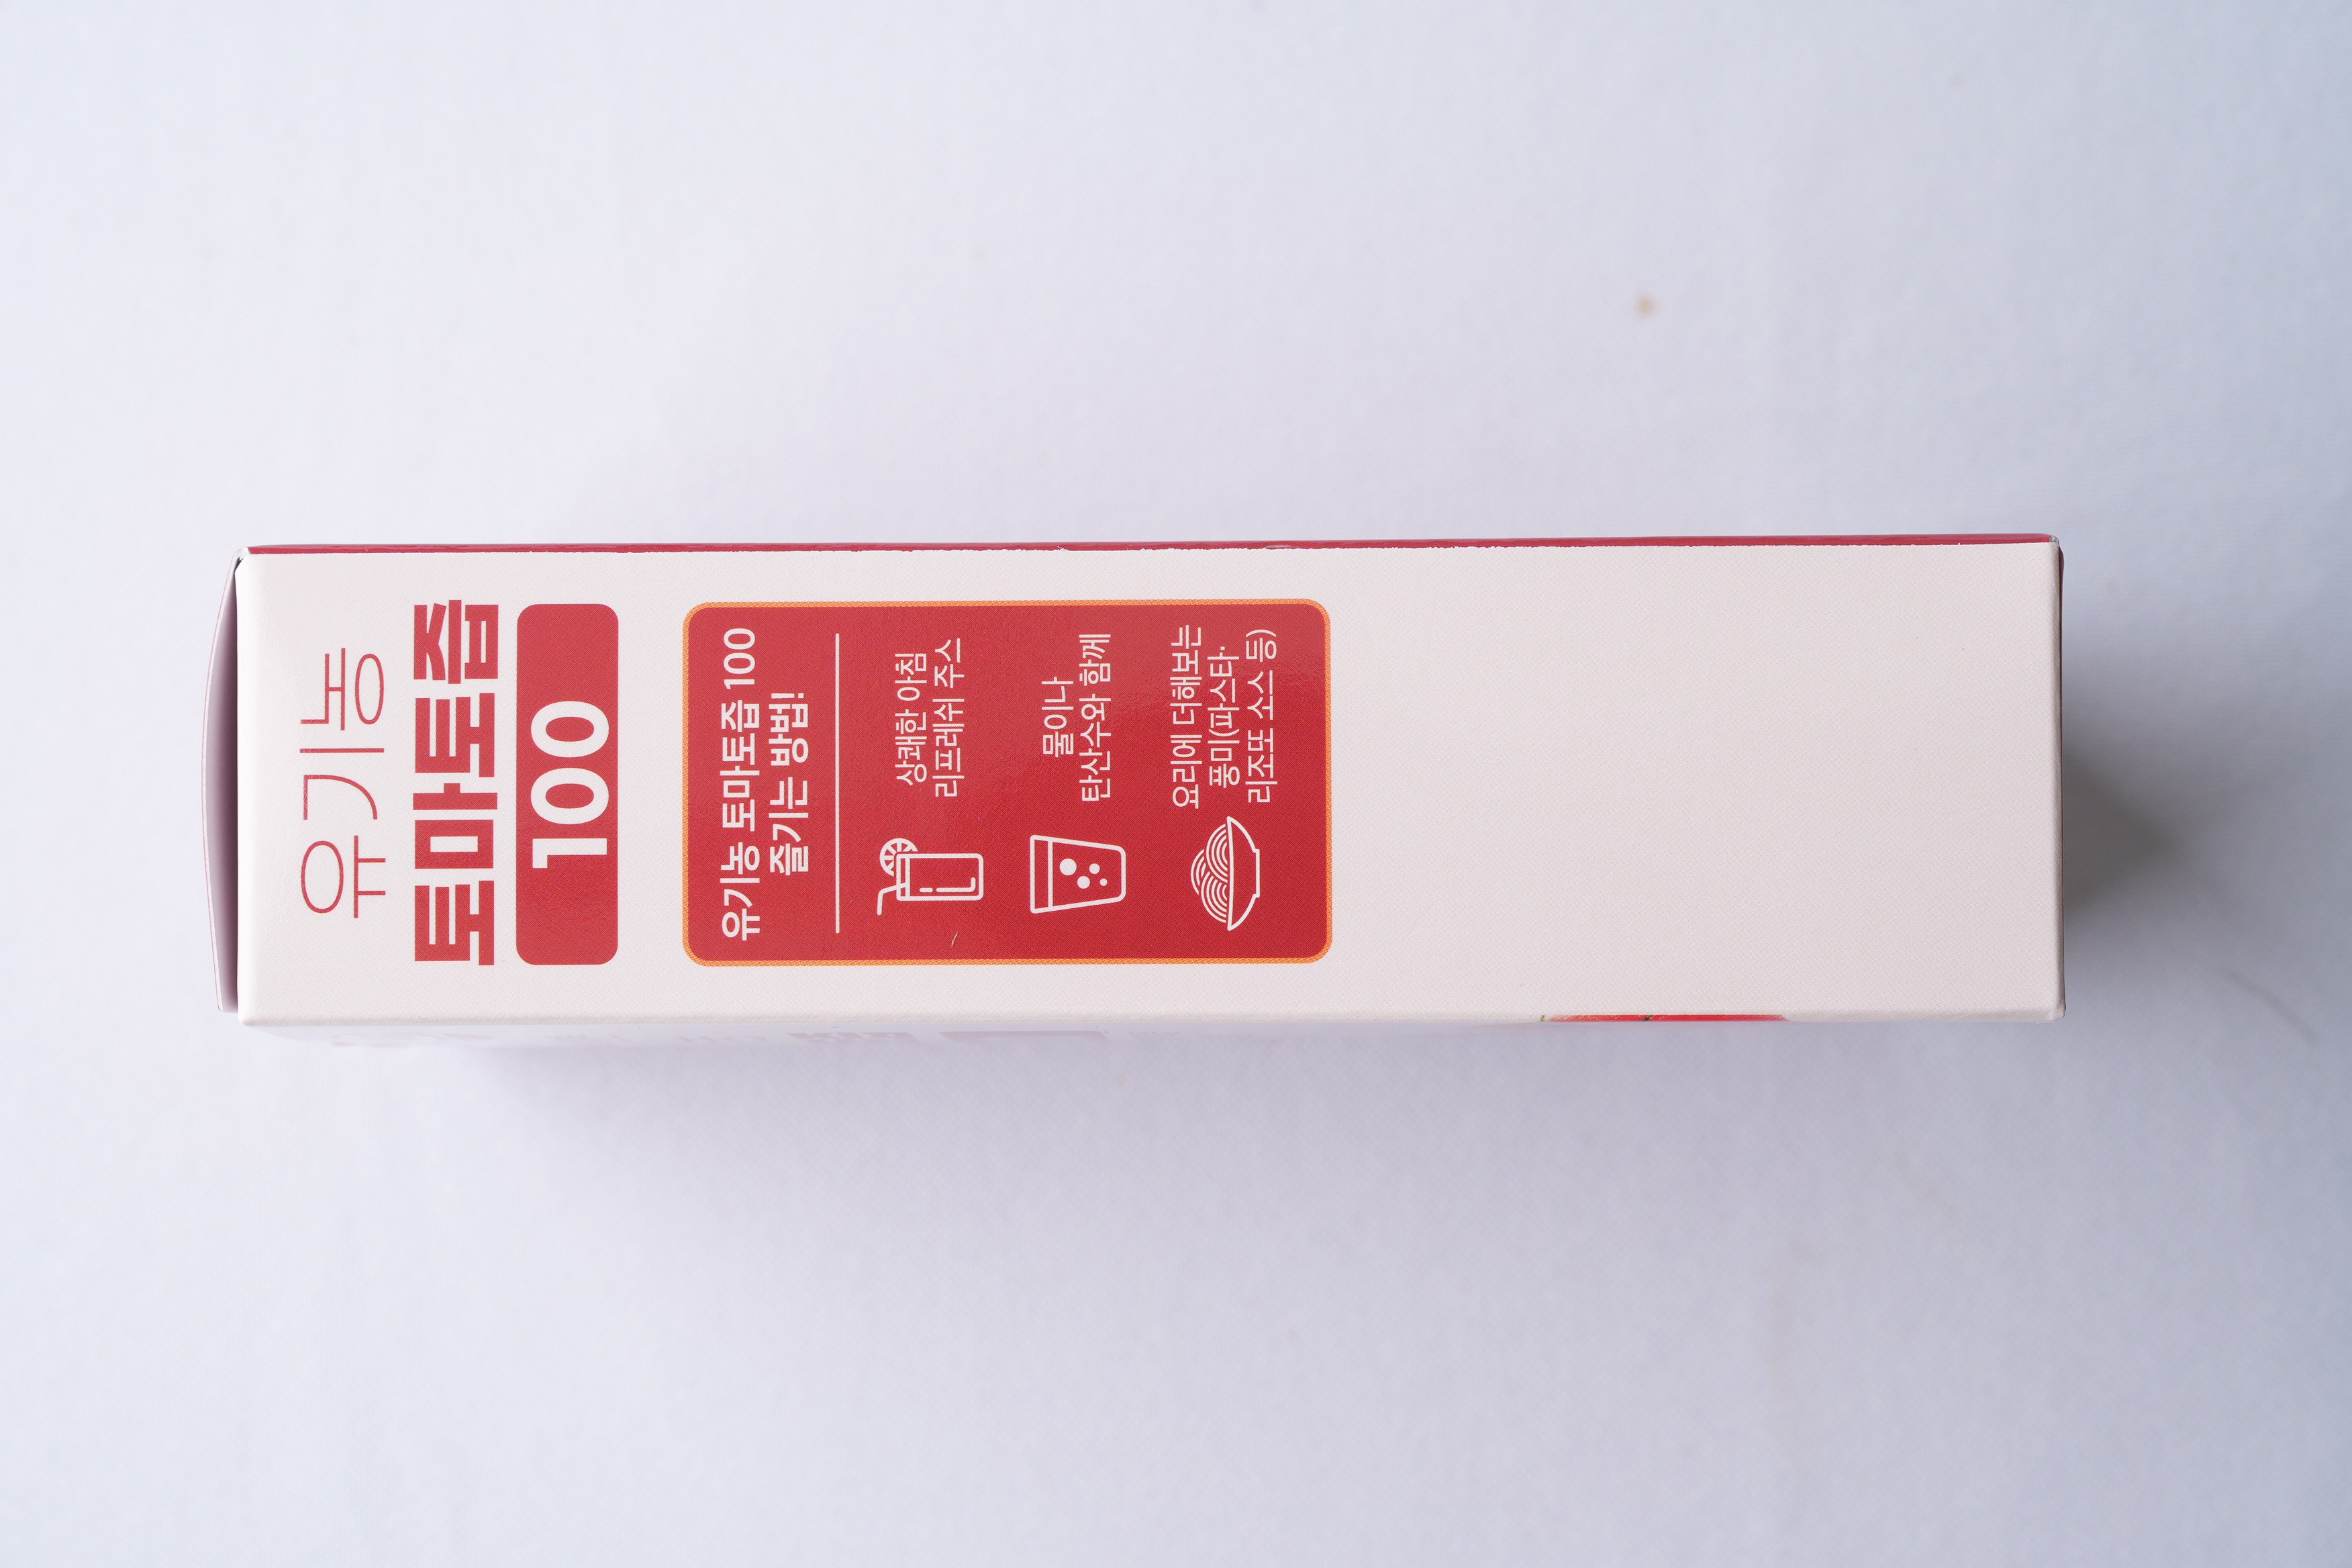 유기농
토마토즙
100
유기농 토마토즙 100
즐기는 방법!
상쾌한 아침
리프레쉬 주스
물이나
탄산수와 함께
요리에 더해보는
풍미(파스타·
리조또 소스 등)